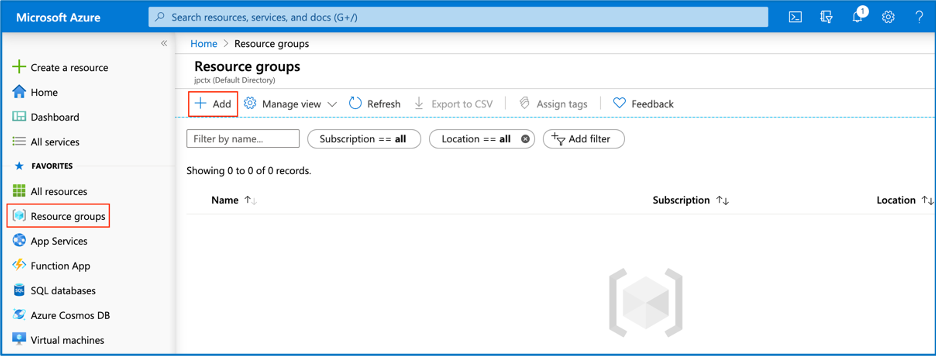 Microsoft Azure
Search resources, services, and docs (G+/)
1
«
Create a resource
Home
Dashboard
All services
FAVORITES
All resources
Resource groups
App Services
Function App
SQL databases
Azure Cosmos DB
Virtual machines
Home > Resource groups
Resource groups
jpctx (Default Directory)
+ Add Manage view Refresh Export to CSV Assign tags Feedback
Filter by name... Subscription == all Location == all Add filter
Showing 0 to 0 of 0 records.
Name ↑↓ Subscription ↑↓ Location ↑↓